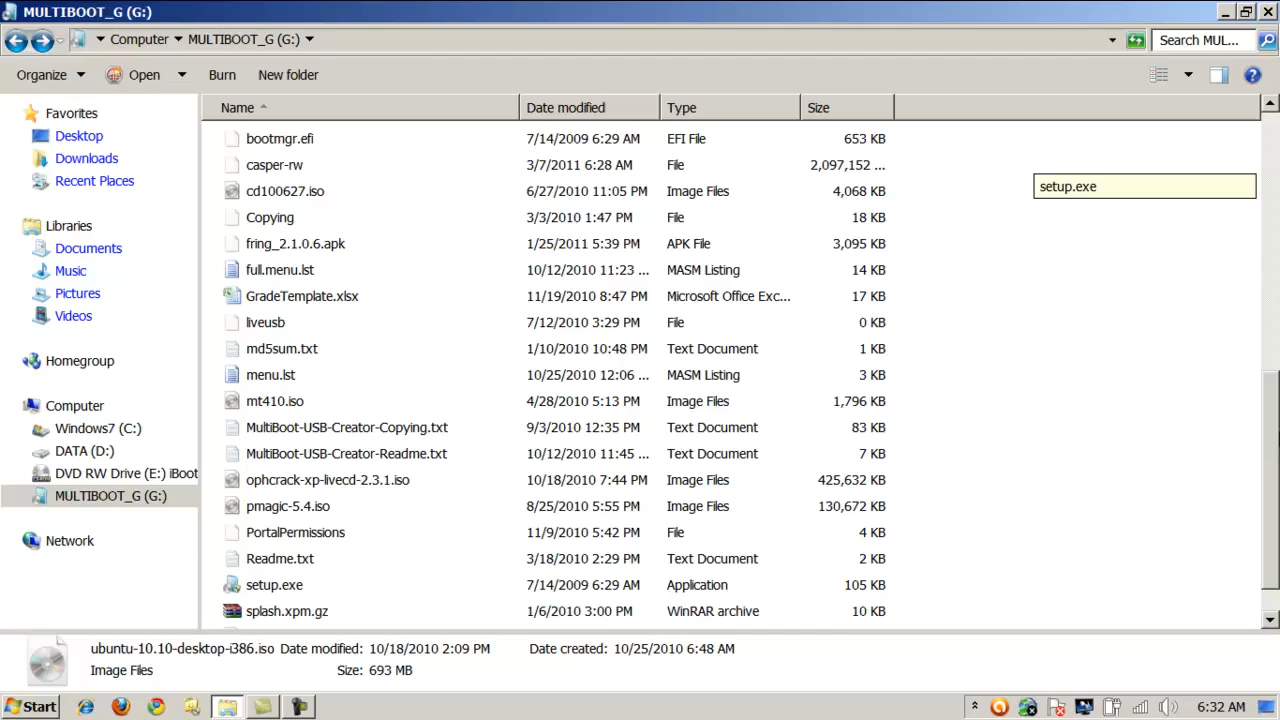 MULTIBOOT_G (G:)
Computer MULTIBOOT_G (G:) Search MUL...
Organize Open Burn New folder
Name Date modified Type Size
Favorites
Desktop
Downloads
Recent Places
Libraries
Documents
Music
Pictures
Videos
Homegroup
Computer
Windows7 (C:)
DATA (D:)
DVD RW Drive (E:) iBoot
MULTIBOOT_G (G:)
Network
bootmgr.efi 7/14/2009 6:29 AM EFI File 653 KB
casper-rw 3/7/2011 6:28 AM File 2,097,152 ...
cd100627.iso 6/27/2010 11:05 PM Image Files 4,068 KB
Copying 3/3/2010 1:47 PM File 18 KB
fring_2.1.0.6.apk 1/25/2011 5:39 PM APK File 3,095 KB
full.menu.lst 10/12/2010 11:23 ... MASM Listing 14 KB
GradeTemplate.xlsx 11/19/2010 8:47 PM Microsoft Office Exc... 17 KB
liveusb 7/12/2010 3:29 PM File 0 KB
md5sum.txt 1/10/2010 10:48 PM Text Document 1 KB
menu.lst 10/25/2010 12:06 ... MASM Listing 3 KB
mt410.iso 4/28/2010 5:13 PM Image Files 1,796 KB
MultiBoot-USB-Creator-Copying.txt 9/3/2010 12:35 PM Text Document 83 KB
MultiBoot-USB-Creator-Readme.txt 10/12/2010 11:45 ... Text Document 7 KB
ophcrack-xp-livecd-2.3.1.iso 10/18/2010 7:44 PM Image Files 425,632 KB
pmagic-5.4.iso 8/25/2010 5:55 PM Image Files 130,672 KB
PortalPermissions 11/9/2010 5:42 PM File 4 KB
Readme.txt 3/18/2010 2:29 PM Text Document 2 KB
setup.exe 7/14/2009 6:29 AM Application 105 KB
splash.xpm.gz 1/6/2010 3:00 PM WinRAR archive 10 KB
setup.exe
ubuntu-10.10-desktop-i386.iso Date modified: 10/18/2010 2:09 PM Date created: 10/25/2010 6:48 AM
Image Files Size: 693 MB
Start 6:32 AM